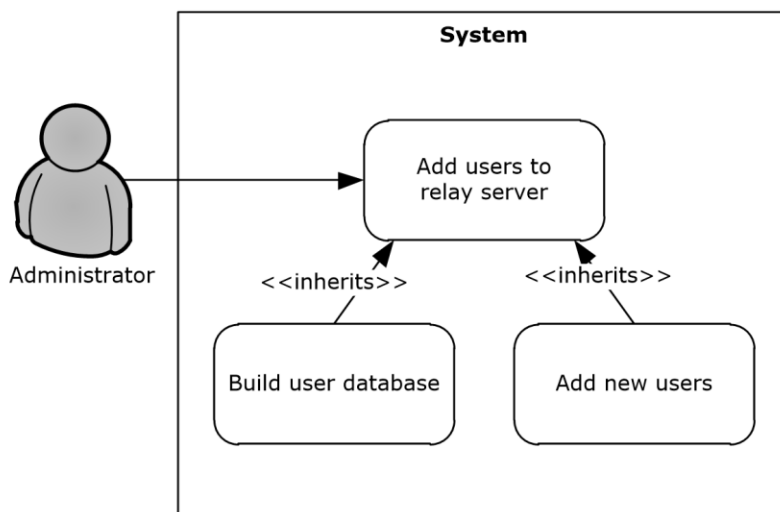 System
Add users to
relay server
Administrator
<<inherits>>
<<inherits>>
Build user database
Add new users